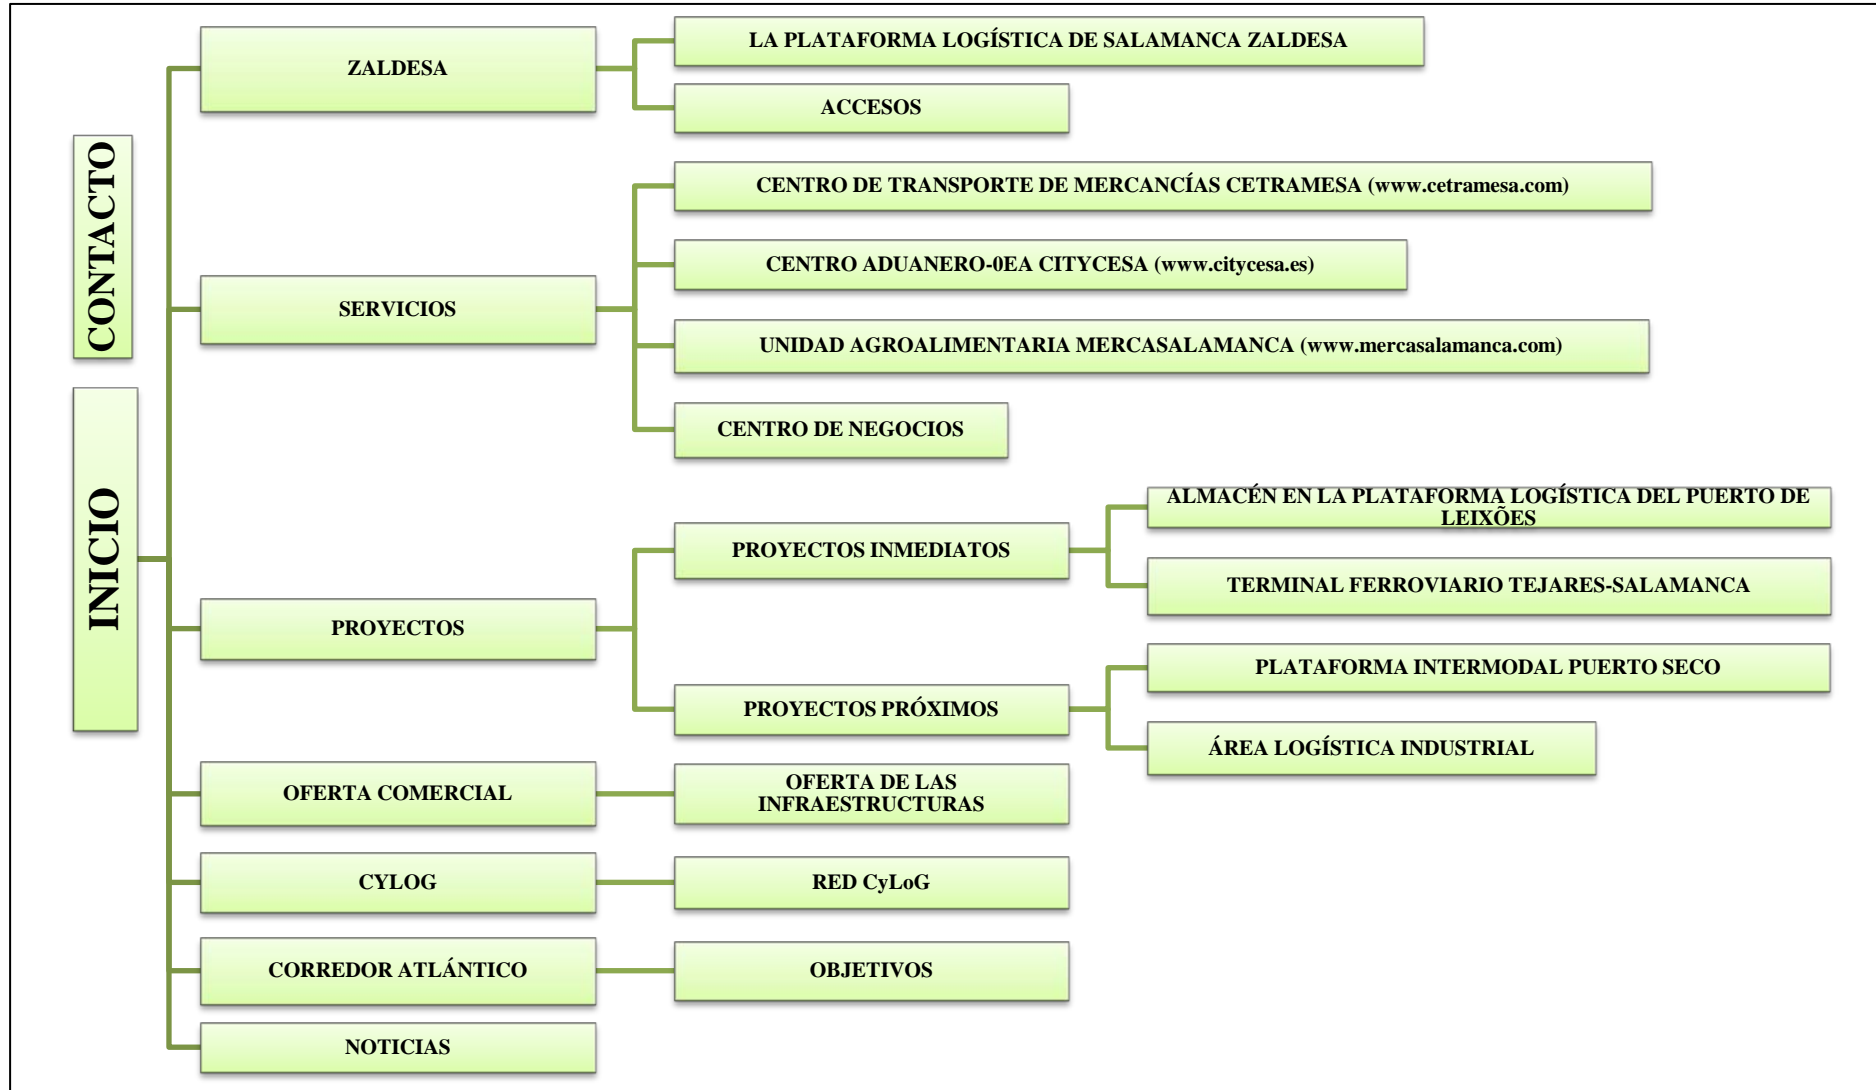 CONTACTO
INICIO
ZALDESA
LA PLATAFORMA LOGÍSTICA DE SALAMANCA ZALDESA
ACCESOS
SERVICIOS
CENTRO DE TRANSPORTE DE MERCANCÍAS CETRAMESA (www.cetramesa.com)
CENTRO ADUANERO-0EA CITYCESA (www.citycesa.es)
UNIDAD AGROALIMENTARIA MERCASALAMANCA (www.mercasalamanca.com)
CENTRO DE NEGOCIOS
PROYECTOS
PROYECTOS INMEDIATOS
ALMACÉN EN LA PLATAFORMA LOGÍSTICA DEL PUERTO DE
LEIXÕES
TERMINAL FERROVIARIO TEJARES-SALAMANCA
PROYECTOS PRÓXIMOS
PLATAFORMA INTERMODAL PUERTO SECO
ÁREA LOGÍSTICA INDUSTRIAL
OFERTA COMERCIAL
OFERTA DE LAS
INFRAESTRUCTURAS
CYLOG
RED CyLoG
CORREDOR ATLÁNTICO
OBJETIVOS
NOTICIAS